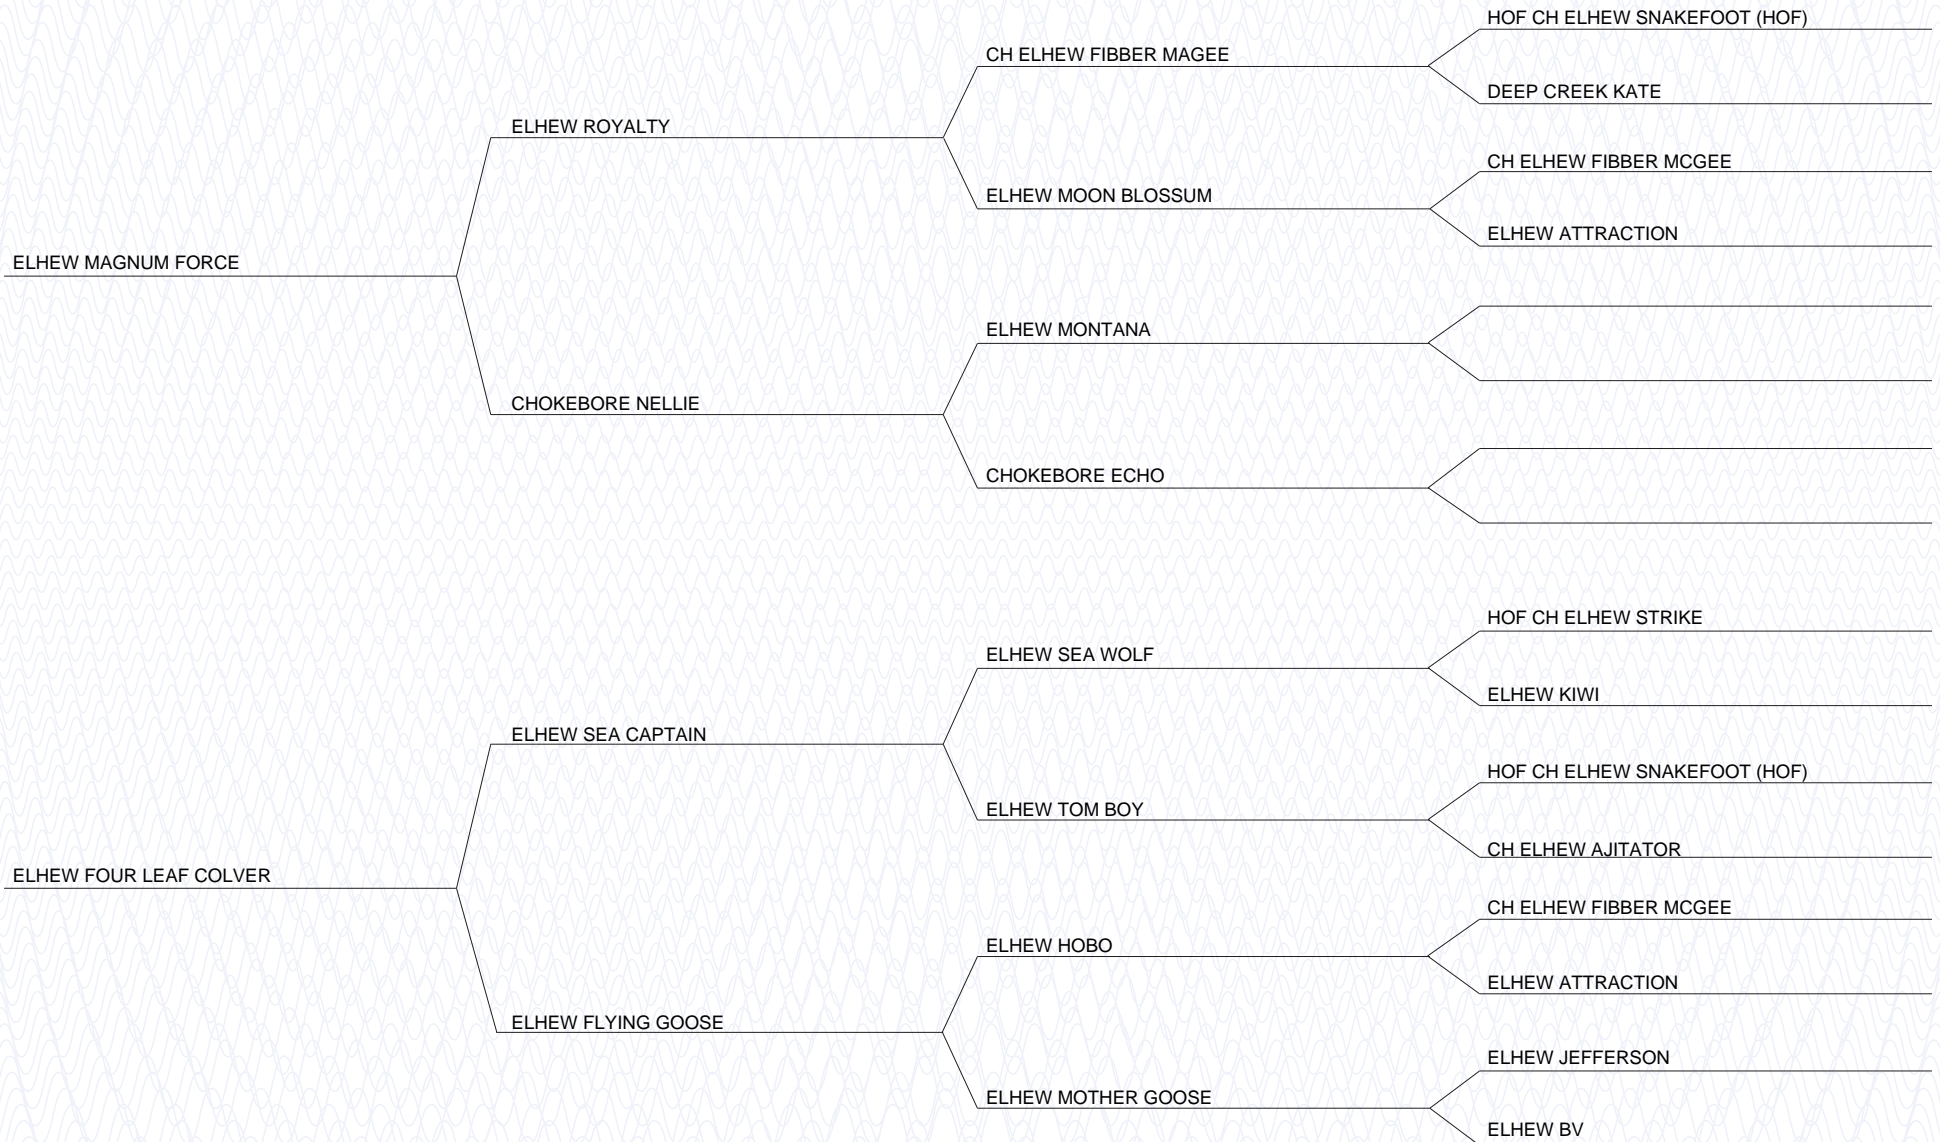 HOF CH ELHEW SNAKEFOOT (HOF)
CH ELHEW FIBBER MAGEE
DEEP CREEK KATE
ELHEW ROYALTY
CH ELHEW FIBBER MCGEE
ELHEW MOON BLOSSUM
ELHEW ATTRACTION
ELHEW MAGNUM FORCE
ELHEW MONTANA
CHOKEBORE NELLIE
CHOKEBORE ECHO
HOF CH ELHEW STRIKE
ELHEW SEA WOLF
ELHEW KIWI
ELHEW SEA CAPTAIN
HOF CH ELHEW SNAKEFOOT (HOF)
ELHEW TOM BOY
CH ELHEW AJITATOR
ELHEW FOUR LEAF COLVER
CH ELHEW FIBBER MCGEE
ELHEW HOBO
ELHEW ATTRACTION
ELHEW FLYING GOOSE
ELHEW JEFFERSON
ELHEW MOTHER GOOSE
ELHEW BV